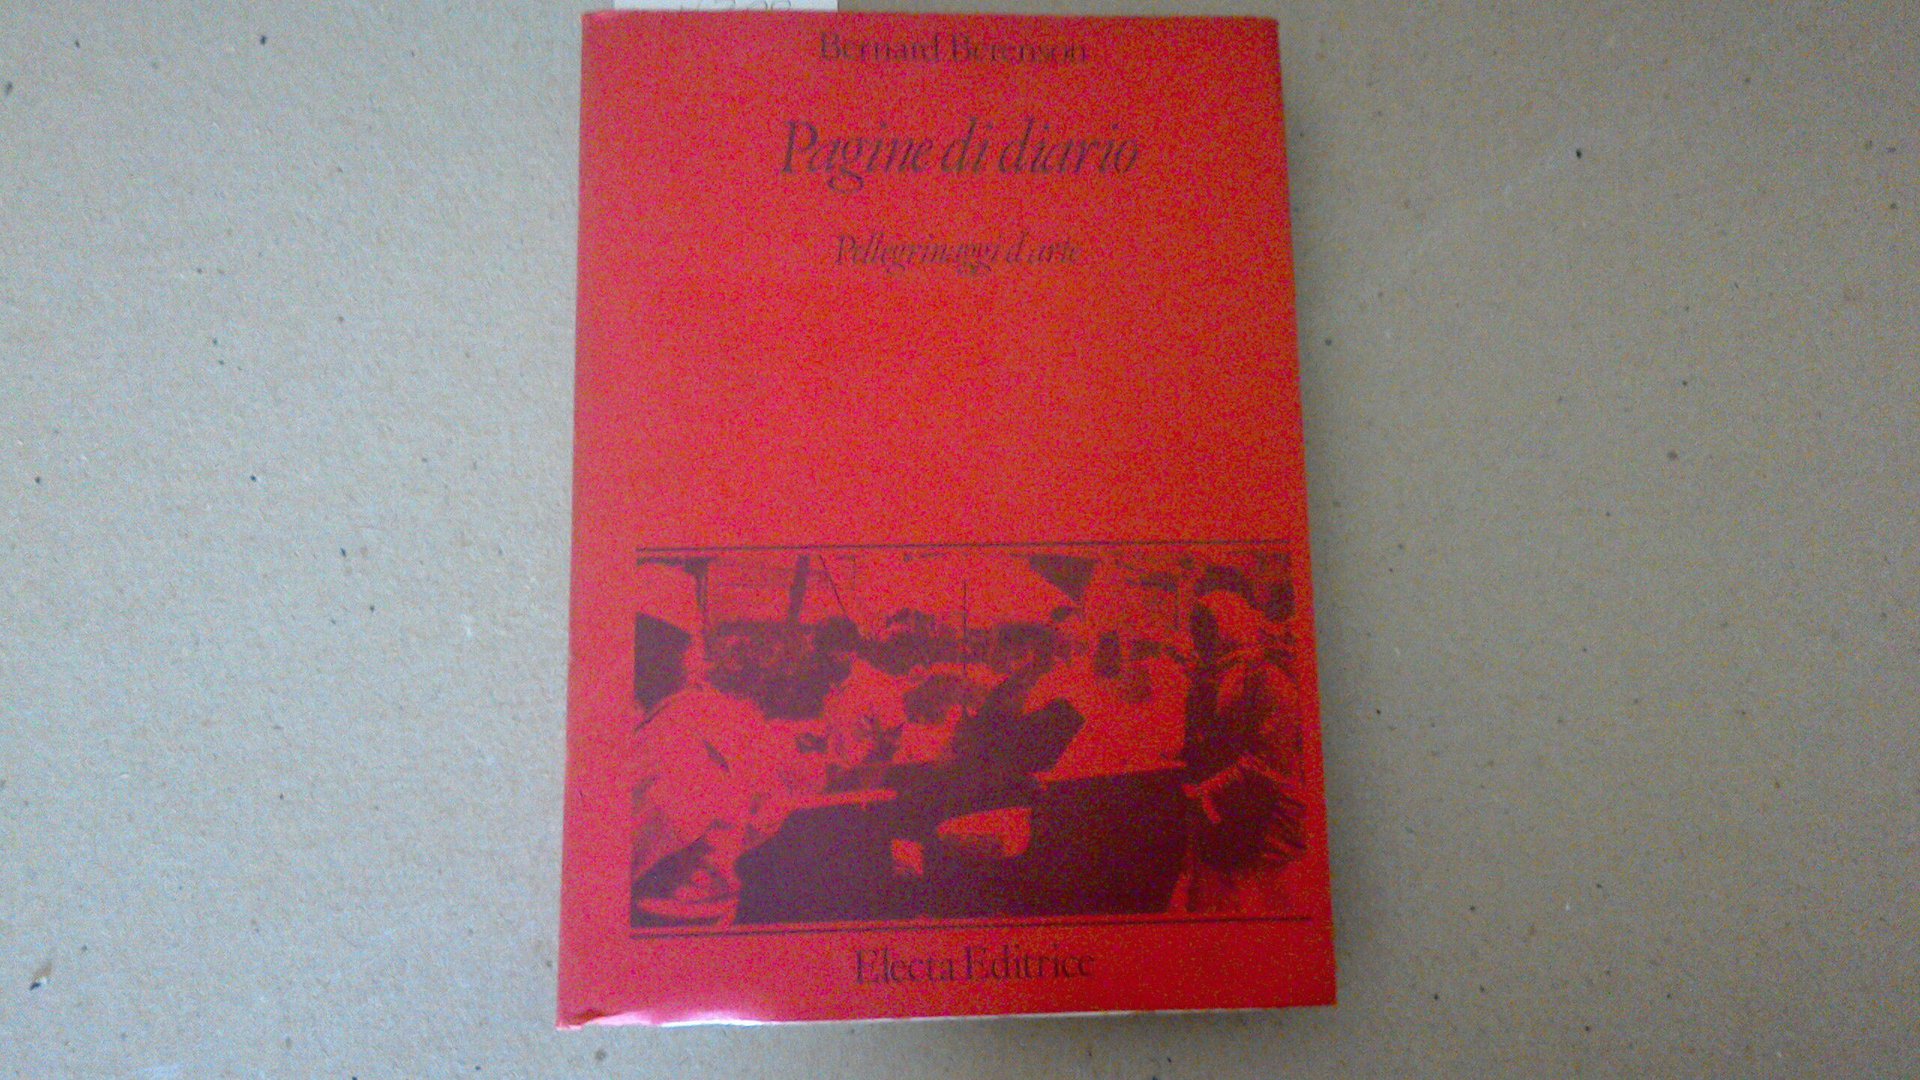 Bernard Berenson
Pagine di diario
Pellegrinaggi d'arte
Electa Editrice